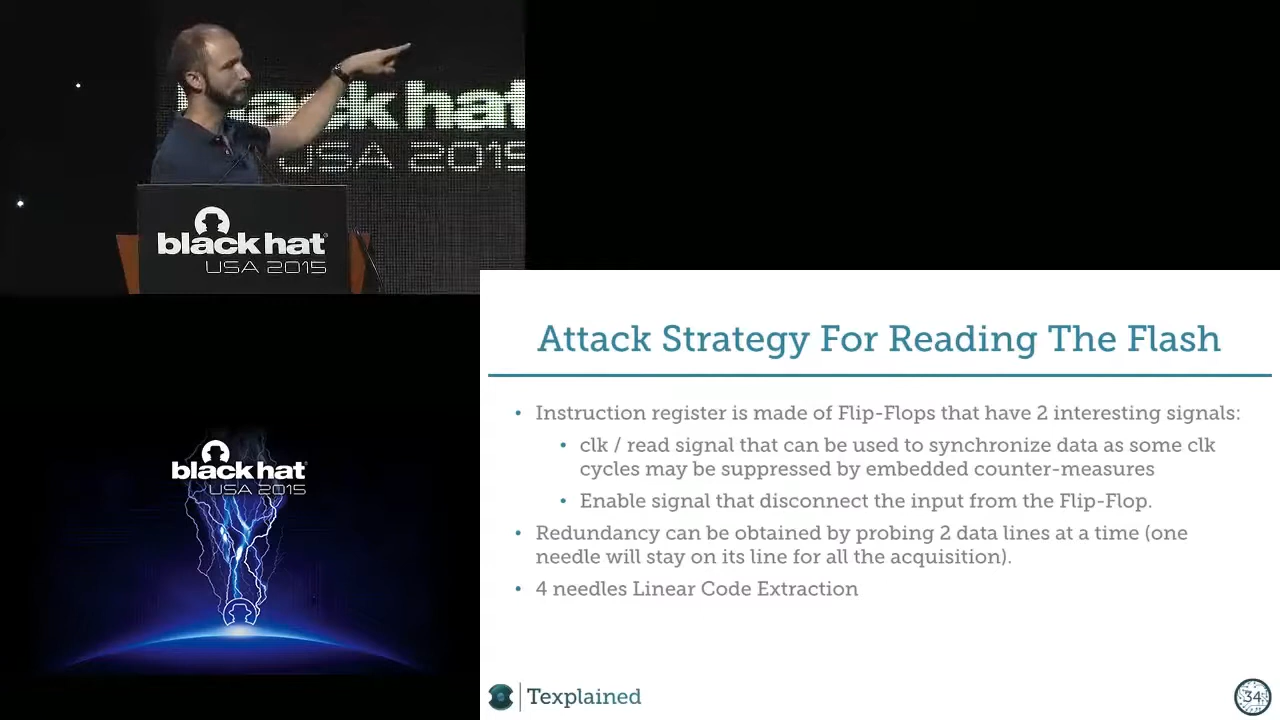 black hat
USA 2015
black hat
USA 2015
black hat
USA 2015
Attack Strategy For Reading The Flash
• Instruction register is made of Flip-Flops that have 2 interesting signals:
• clk / read signal that can be used to synchronize data as some clk
cycles may be suppressed by embedded counter-measures
• Enable signal that disconnect the input from the Flip-Flop.
• Redundancy can be obtained by probing 2 data lines at a time (one
needle will stay on its line for all the acquisition).
• 4 needles Linear Code Extraction
Texplained
34